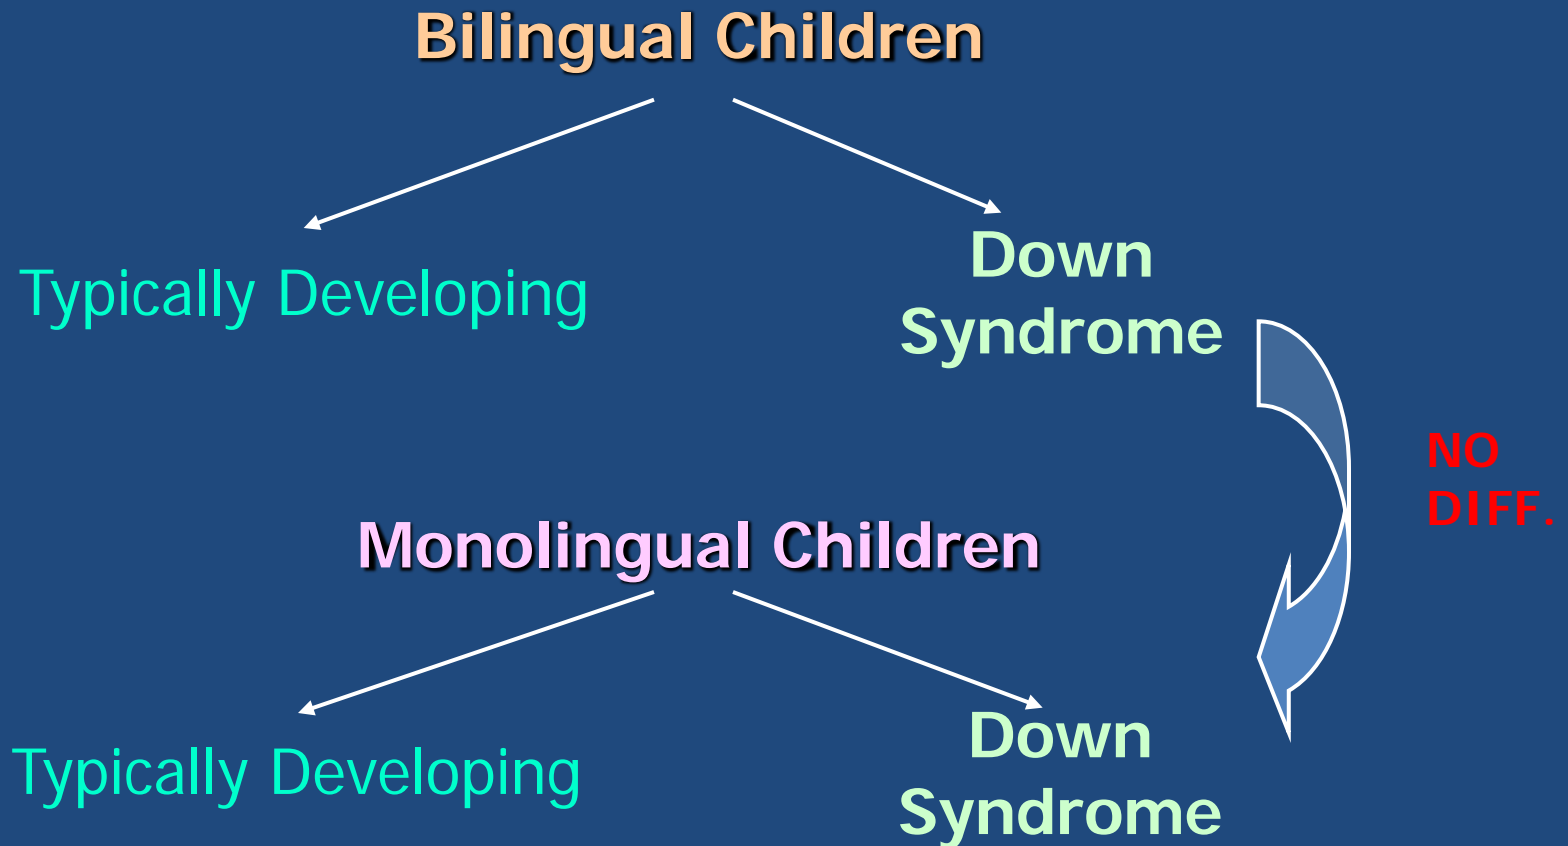 Bilingual Children
Typically Developing
Down
Syndrome
NO
DIFF.
Monolingual Children
Typically Developing
Down
Syndrome